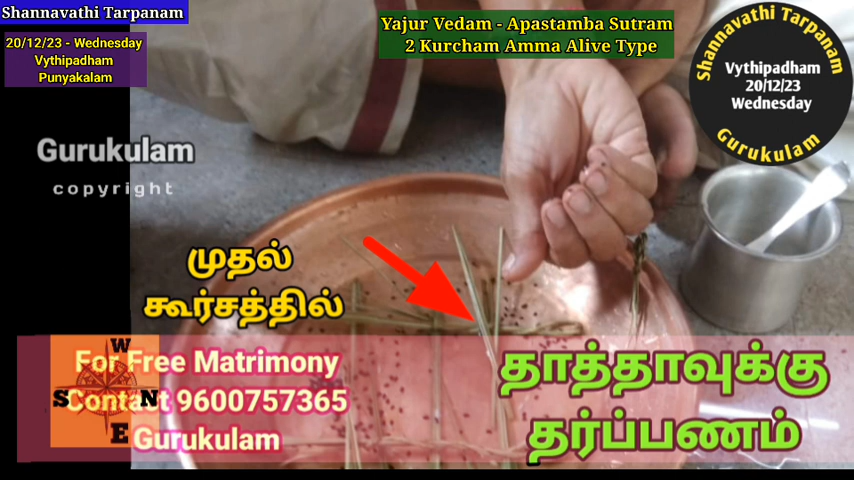 Shannavathi Tarpanam
20/12/23 - Wednesday
Vythipadham
Punyakalam
Yajur Vedam - Apastamba Sutram
2 Kurcham Amma Alive Type
Shannavathi Tarpanam
Vythipadham
20/12/23
Wednesday
Gurukulam
Gurukulam
copyright
முதல்
கூர்சத்தில்
For Free Matrimony
Contact 9600757365
Gurukulam
W
S N
E
தாத்தாவுக்கு
தர்ப்பணம்